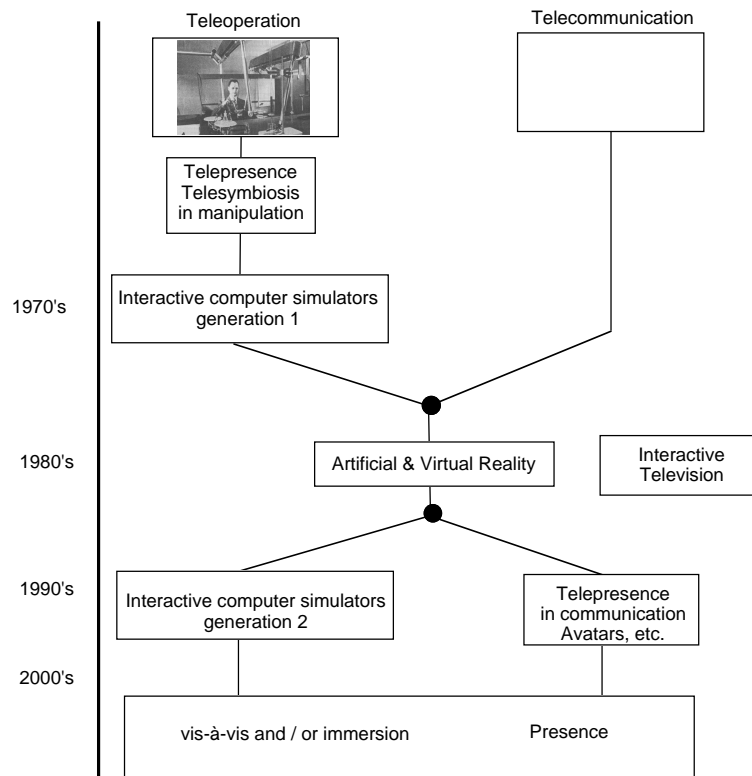 Teleoperation
Telecommunication
Telepresence
Telesymbiosis
in manipulation
1970's
Interactive computer simulators
generation 1
1980's
Artificial & Virtual Reality
Interactive
Television
1990's
Interactive computer simulators
generation 2
Telepresence
in communication
Avatars, etc.
2000's
vis-à-vis and / or immersion
Presence